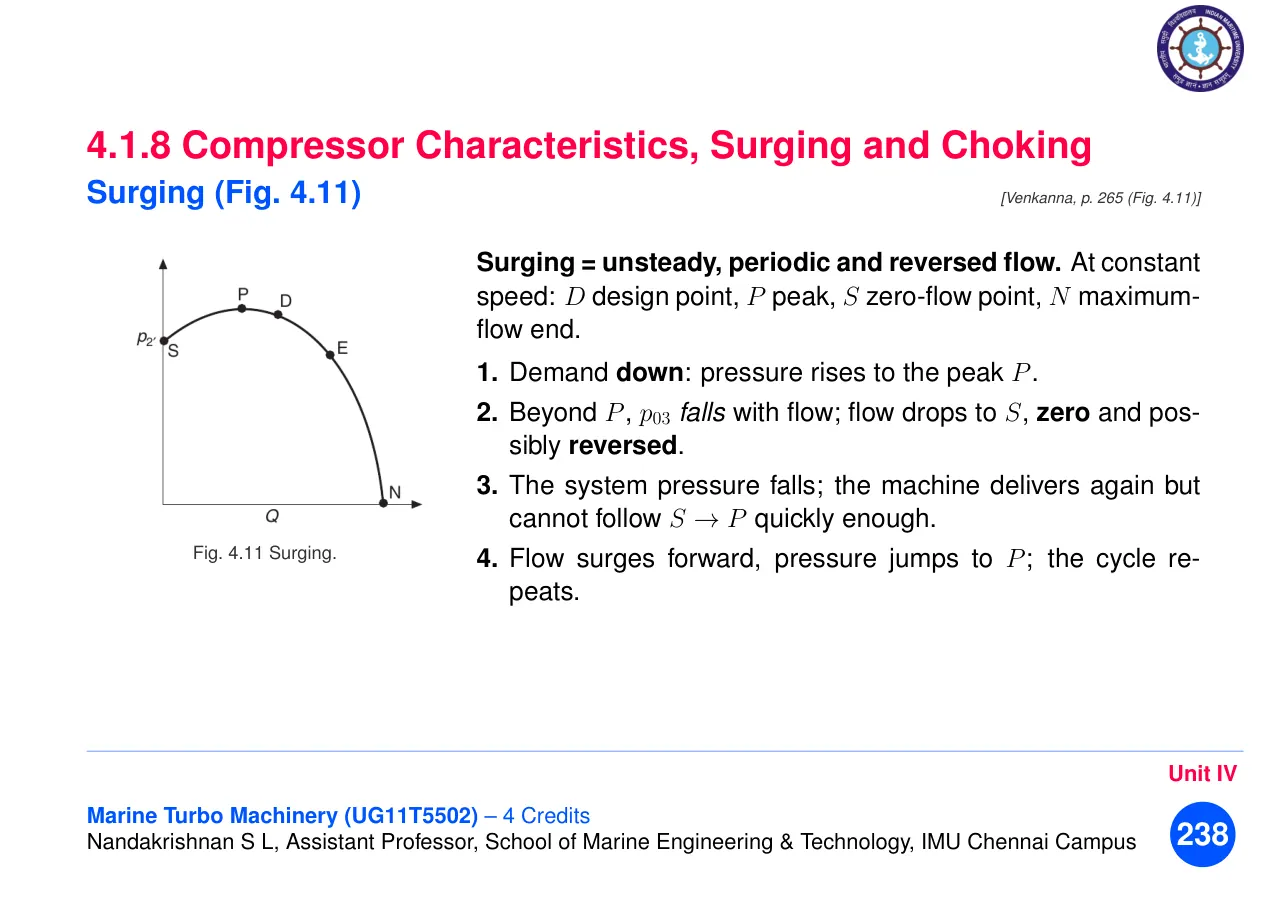 INDIAN MARITIME UNIVERSITY
4.1.8 Compressor Characteristics, Surging and Choking
Surging (Fig. 4.11)
[Venkanna, p. 265 (Fig. 4.11)]
P
D
p2′
S
E
N
Q
Fig. 4.11 Surging.
Surging = unsteady, periodic and reversed flow. At constant
speed: D design point, P peak, S zero-flow point, N maximum-
flow end.
1. Demand down: pressure rises to the peak P.
2. Beyond P, p03 falls with flow; flow drops to S, zero and pos-
sibly reversed.
3. The system pressure falls; the machine delivers again but
cannot follow S → P quickly enough.
4. Flow surges forward, pressure jumps to P; the cycle re-
peats.
Unit IV
Marine Turbo Machinery (UG11T5502) – 4 Credits
Nandakrishnan S L, Assistant Professor, School of Marine Engineering & Technology, IMU Chennai Campus
238